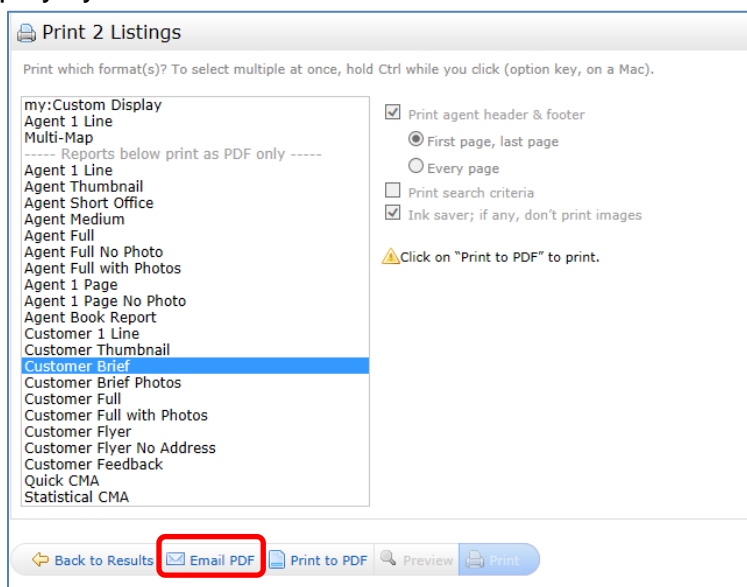 Print 2 Listings
Print which format(s)? To select multiple at once, hold Ctrl while you click (option key, on a Mac).
my:Custom Display
Agent 1 Line
Multi-Map
----- Reports below print as PDF only -----
Agent 1 Line
Agent Thumbnail
Agent Short Office
Agent Medium
Agent Full
Agent Full No Photo
Agent Full with Photos
Agent 1 Page
Agent 1 Page No Photo
Agent Book Report
Customer 1 Line
Customer Thumbnail
Customer Brief
Customer Brief Photos
Customer Full
Customer Full with Photos
Customer Flyer
Customer Flyer No Address
Customer Feedback
Quick CMA
Statistical CMA
Print agent header & footer
First page, last page
Every page
Print search criteria
Ink saver; if any, don't print images
Click on "Print to PDF" to print.
Back to Results Email PDF Print to PDF Preview Print